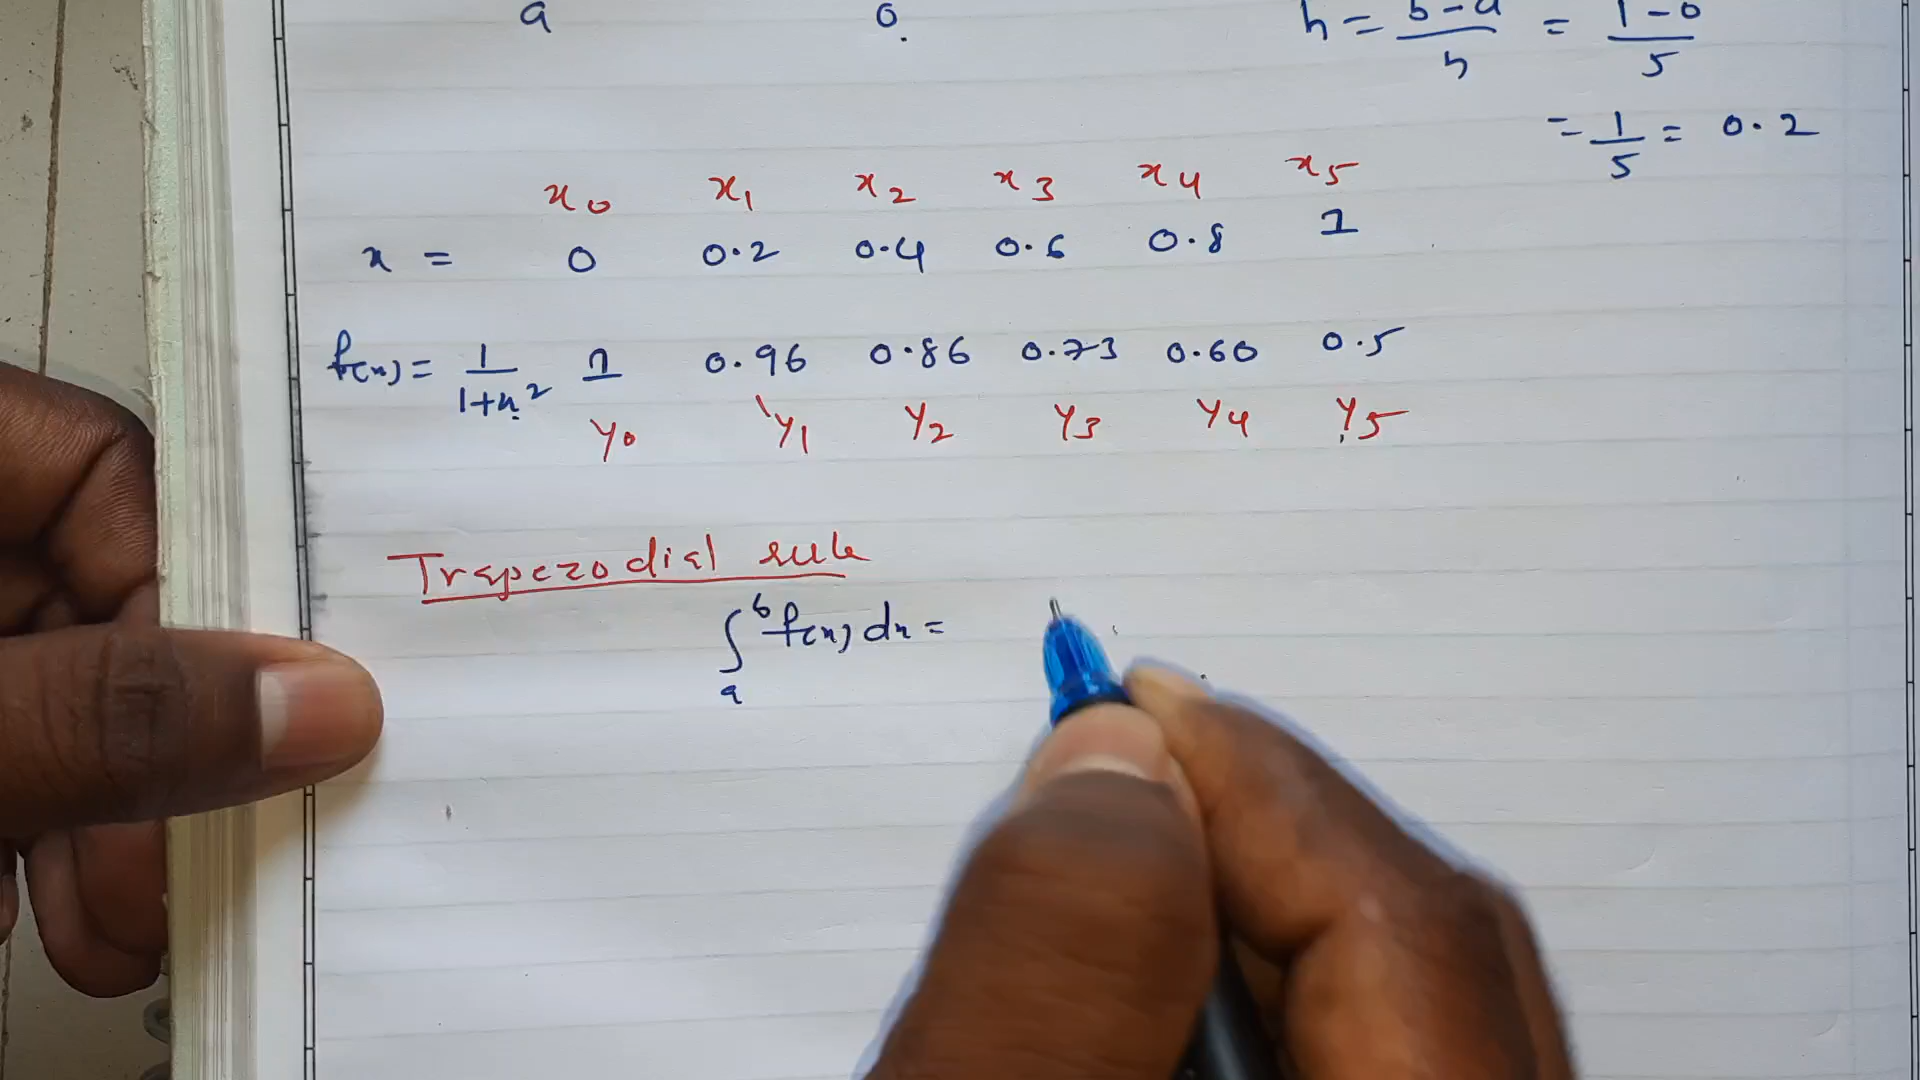 a 0 h = b-a / n = 1-0 / 5
= 1/5 = 0.2
x0 x1 x2 x3 x4 x5
x = 0 0.2 0.4 0.6 0.8 1
f(x) = 1/1+x² 1 0.96 0.86 0.73 0.60 0.5
y0 y1 y2 y3 y4 y5
Trapezodial rule
∫ₐᵇ f(x) dx =